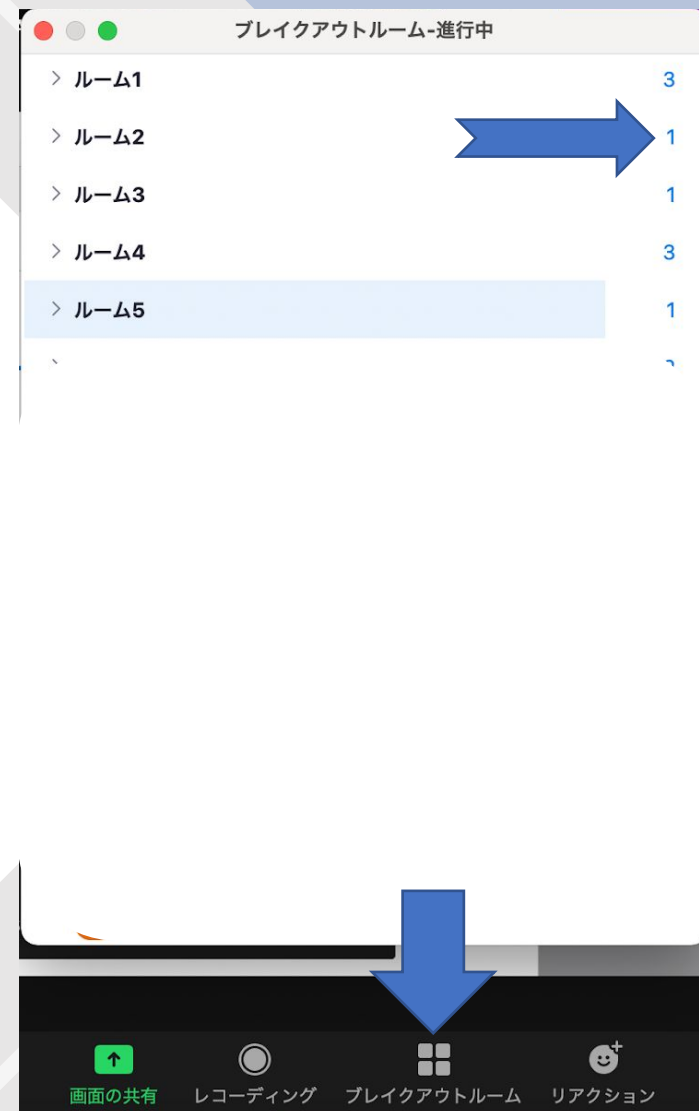 ブレイクアウトルーム-進行中
ルーム1 3
ルーム2 1
ルーム3 1
ルーム4 3
ルーム5 1
画面の共有 レコーディング ブレイクアウトルーム リアクション